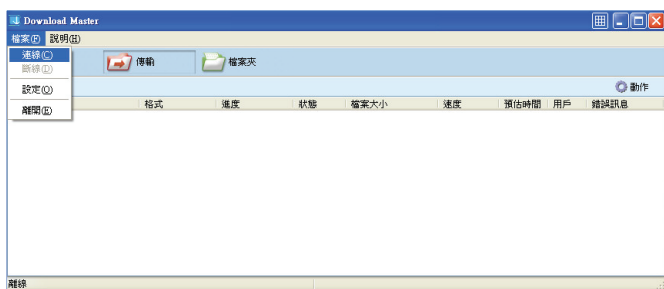 Download Master
檔案(F) 說明(H)
連線(C)
斷線(D)
設定(O)
離開(E)
傳輸
檔案夾
動作
格式 進度 狀態 檔案大小 速度 預估時間 用戶 錯誤訊息
離線